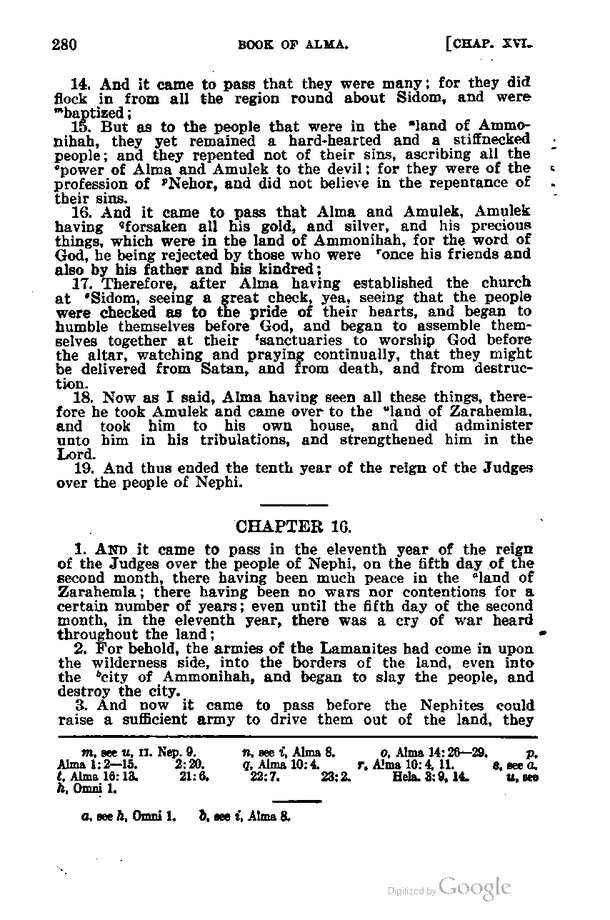 280 BOOK OF ALMA. [CHAP. XVI.
14. And it came to pass that they were many; for they did
flock in from all the region round about Sidom, and were
ᵐbaptized;
15. But as to the people that were in the ⁿland of Ammo-
nihah, they yet remained a hard-hearted and a stiffnecked
people; and they repented not of their sins, ascribing all the
ᵒpower of Alma and Amulek to the devil; for they were of the
profession of ᵖNehor, and did not believe in the repentance of
their sins.
16. And it came to pass that Alma and Amulek, Amulek
having qforsaken all his gold, and silver, and his precious
things, which were in the land of Ammonihah, for the word of
God, he being rejected by those who were ʳonce his friends and
also by his father and his kindred;
17. Therefore, after Alma having established the church
at ˢSidom, seeing a great check, yea, seeing that the people
were checked as to the pride of their hearts, and began to
humble themselves before God, and began to assemble them-
selves together at their ᵗsanctuaries to worship God before
the altar, watching and praying continually, that they might
be delivered from Satan, and from death, and from destruc-
tion.
18. Now as I said, Alma having seen all these things, there-
fore he took Amulek and came over to the ᵘland of Zarahemla,
and took him to his own house, and did administer
unto him in his tribulations, and strengthened him in the
Lord.
19. And thus ended the tenth year of the reign of the Judges
over the people of Nephi.
CHAPTER 16.
1. AND it came to pass in the eleventh year of the reign
of the Judges over the people of Nephi, on the fifth day of the
second month, there having been much peace in the ᵃland of
Zarahemla; there having been no wars nor contentions for a
certain number of years; even until the fifth day of the second
month, in the eleventh year, there was a cry of war heard
throughout the land;
2. For behold, the armies of the Lamanites had come in upon
the wilderness side, into the borders of the land, even into
the ᵇcity of Ammonihah, and began to slay the people, and
destroy the city.
3. And now it came to pass before the Nephites could
raise a sufficient army to drive them out of the land, they
m, see u, II. Nep. 9. n, see i, Alma 8. o, Alma 14:26—29. p,
Alma 1:2—15. 2:20. q, Alma 10:4. r, Alma 10:4, 11. s, see a.
t, Alma 16:13. 21:6. 22:7. 23:2. Hela. 3:9, 14. u, see
h, Omni 1.
a, see h, Omni 1. b, see i, Alma 8.
Digitized by Google